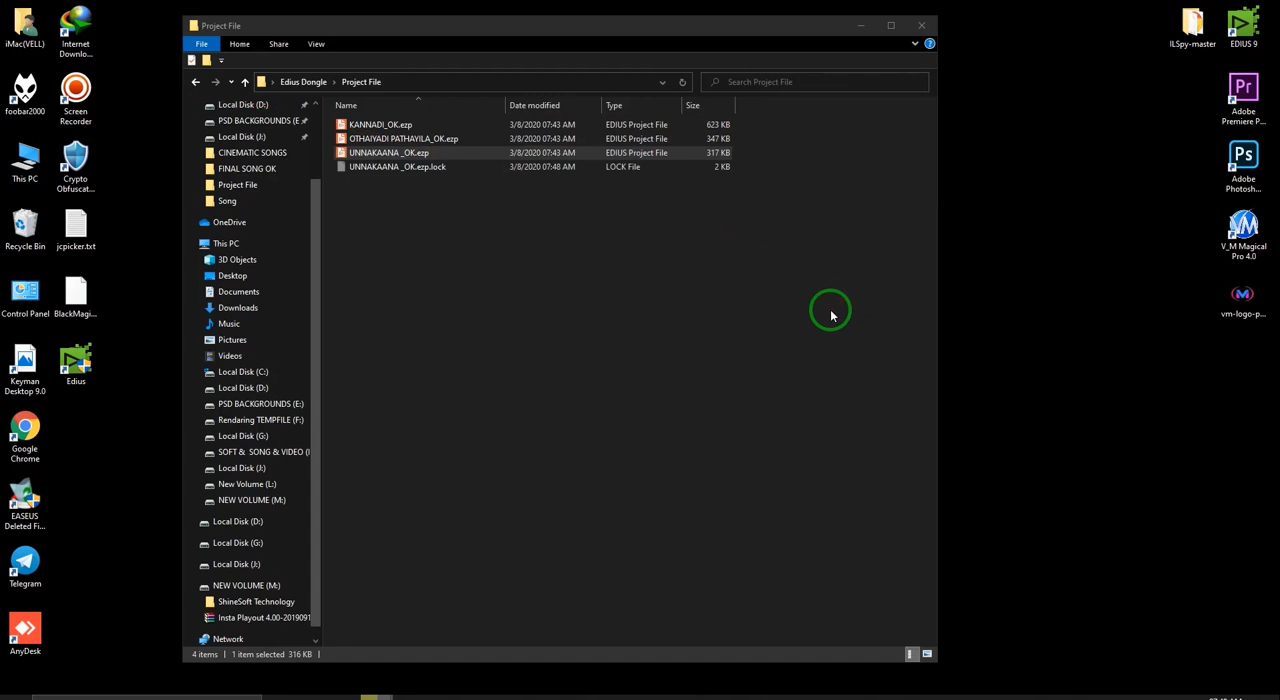 iMac(VELL)
Internet
Downlo...
foobar2000
Screen
Recorder
This PC
Crypto
Obfuscat...
Recycle Bin
jcpicker.txt
Control Panel
BlackMagi...
Keyman
Desktop 9.0
Edius
Google
Chrome
EASEUS
Deleted Fi...
Telegram
AnyDesk
Project File
File Home Share View
Edius Dongle > Project File
Search Project File
Name Date modified Type Size
KANNADI_OK.ezp 3/8/2020 07:43 AM EDIUS Project File 623 KB
OTHAIYADI PATHAYILA_OK.ezp 3/8/2020 07:43 AM EDIUS Project File 347 KB
UNNAKAANA _OK.ezp 3/8/2020 07:43 AM EDIUS Project File 317 KB
UNNAKAANA _OK.ezp.lock 3/8/2020 07:48 AM LOCK File 2 KB
Local Disk (D:)
PSD BACKGROUNDS (E
Local Disk (J:)
CINEMATIC SONGS
FINAL SONG OK
Project File
Song
OneDrive
This PC
3D Objects
Desktop
Documents
Downloads
Music
Pictures
Videos
Local Disk (C:)
Local Disk (D:)
PSD BACKGROUNDS (E:)
Rendaring TEMPFILE (F:)
Local Disk (G:)
SOFT & SONG & VIDEO (I
Local Disk (J:)
New Volume (L:)
NEW VOLUME (M:)
Local Disk (D:)
Local Disk (G:)
Local Disk (J:)
NEW VOLUME (M:)
ShineSoft Technology
Insta Playout 4.00-2019091
Network
4 items 1 item selected 316 KB
ILSpy-master
EDIUS 9
Adobe
Premiere P...
Ps
Adobe
Photosh...
V_M Magical
Pro 4.0
vm-logo-p...
Pr